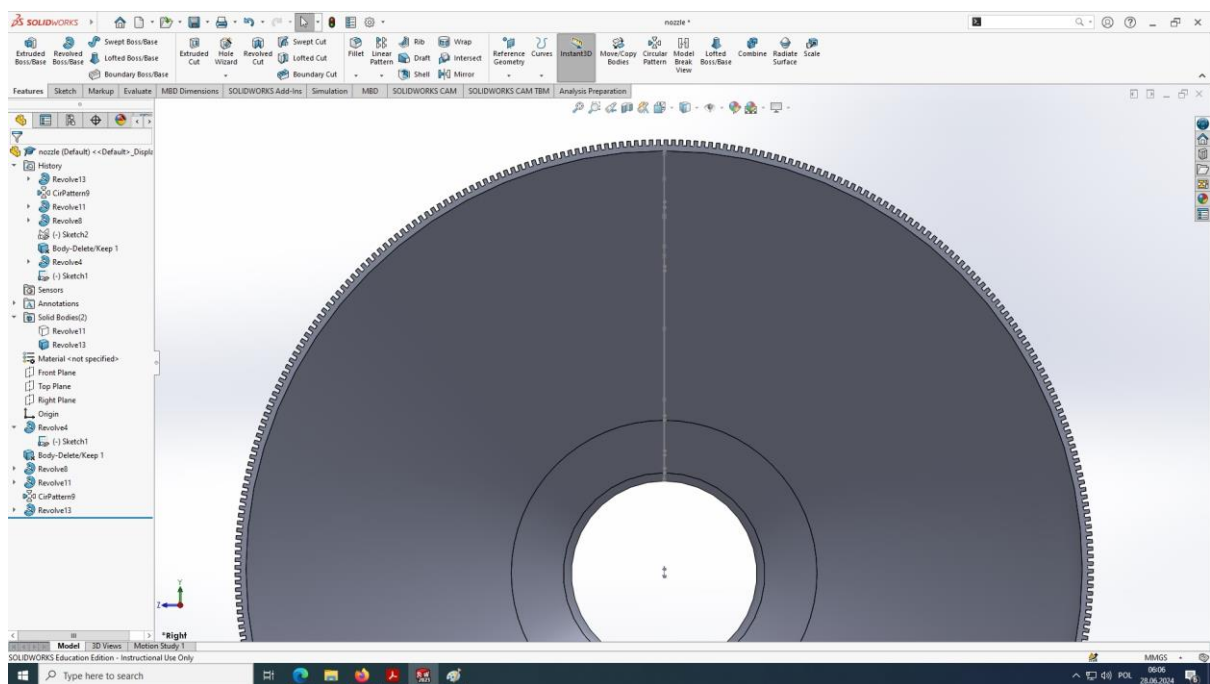 SOLIDWORKS
nozzle *
Extruded Boss/Base
Revolved Boss/Base
Swept Boss/Base
Lofted Boss/Base
Boundary Boss/Base
Extruded Cut
Hole Wizard
Revolved Cut
Swept Cut
Lofted Cut
Boundary Cut
Fillet
Linear Pattern
Rib
Draft
Shell
Wrap
Intersect
Mirror
Reference Geometry
Curves
Instant3D
Move/Copy Bodies
Circular Pattern
Model Break View
Lofted Boss/Base
Combine
Radiate Surface
Scale
Features
Sketch
Markup
Evaluate
MBD Dimensions
SOLIDWORKS Add-Ins
Simulation
MBD
SOLIDWORKS CAM
SOLIDWORKS CAM TBM
Analysis Preparation
nozzle (Default) <<Default>_Displa
History
Revolve13
CirPattern9
Revolve11
Revolve8
(-) Sketch2
Body-Delete/Keep 1
Revolve4
(-) Sketch1
Sensors
Annotations
Solid Bodies(2)
Revolve11
Revolve13
Material <not specified>
Front Plane
Top Plane
Right Plane
Origin
Revolve4
(-) Sketch1
Body-Delete/Keep 1
Revolve8
Revolve11
CirPattern9
Revolve13
Y
Z
*Right
Model
3D Views
Motion Study 1
SOLIDWORKS Education Edition - Instructional Use Only
MMGS
Type here to search
POL
06:06
28.06.2024